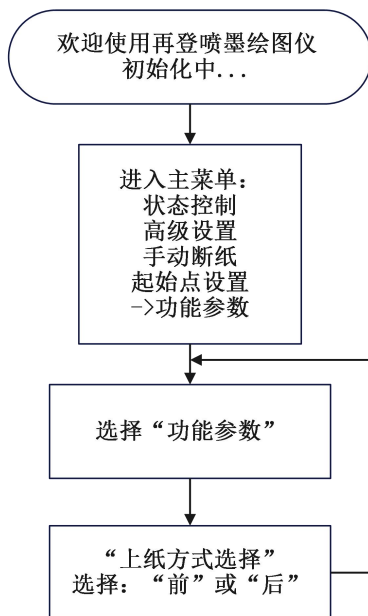 欢迎使用再登喷墨绘图仪
初始化中...
进入主菜单：
状态控制
高级设置
手动断纸
起始点设置
->功能参数
选择“功能参数”
“上纸方式选择”
选择：“前”或“后”